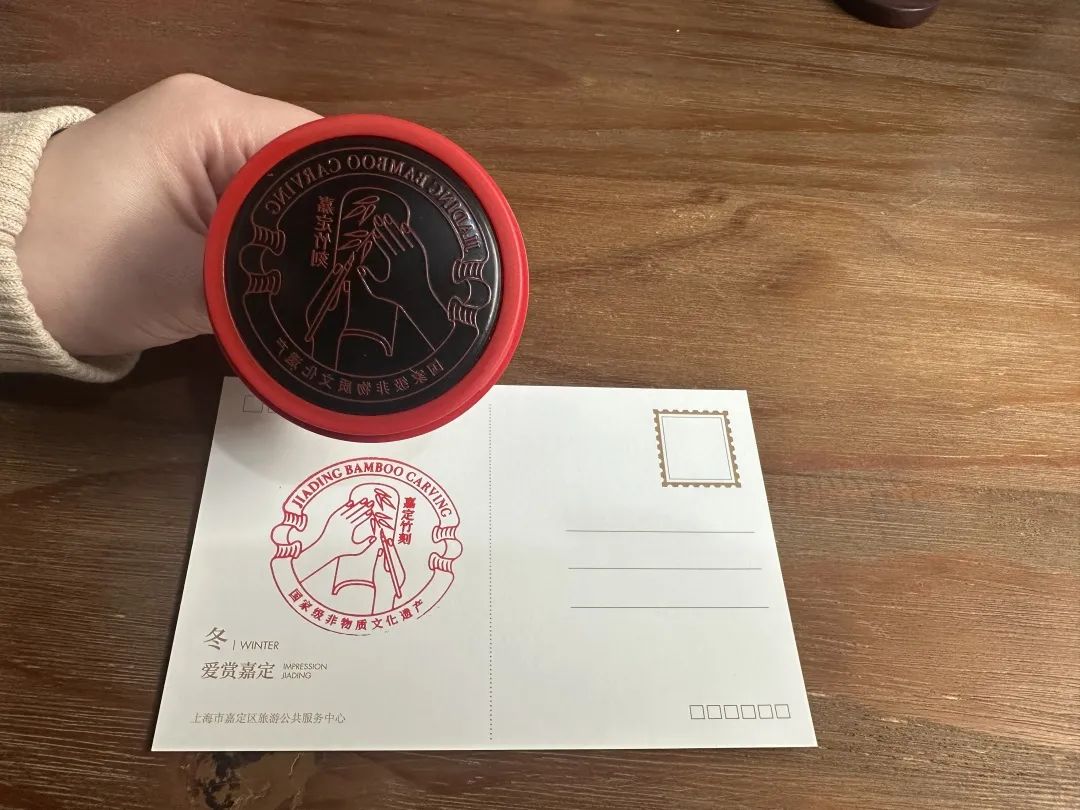 JIADING BAMBOO CARVING
嘉定竹刻
国家级非物质文化遗产
JIADING BAMBOO CARVING
嘉定竹刻
国家级非物质文化遗产
冬 | WINTER
爱赏嘉定 IMPRESSION JIADING
上海市嘉定区旅游公共服务中心